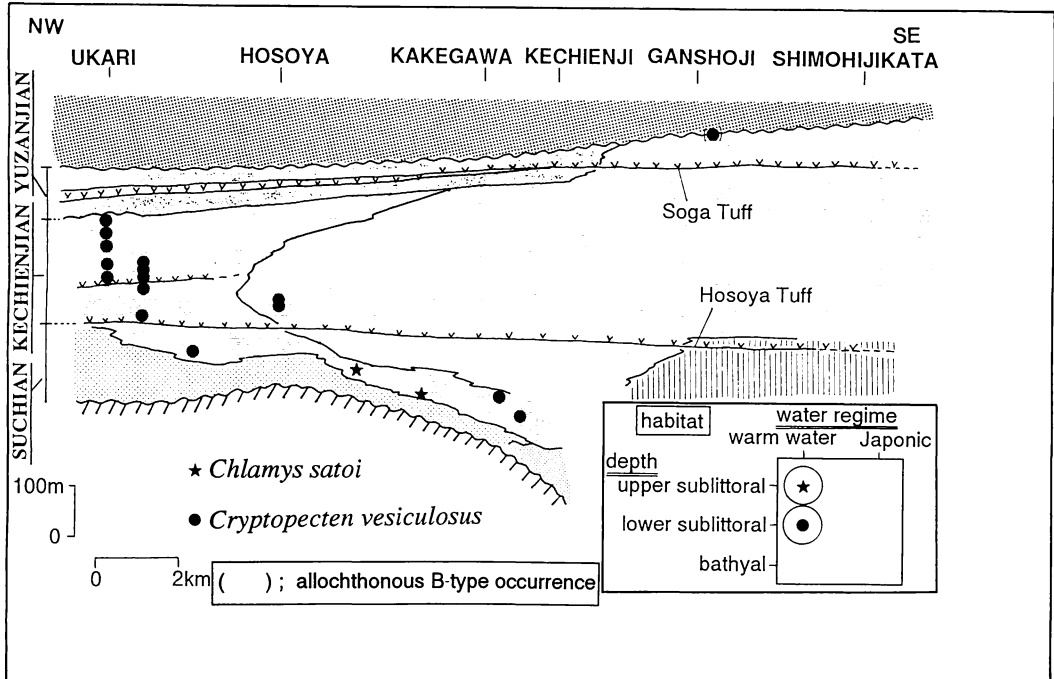 NW
SE
UKARI HOSOYA KAKEGAWA KECHIENJI GANSHOJI SHIMOHIJIKATA
SUCHIAN KECHIENJIAN YUZANJIAN
Soga Tuff
Hosoya Tuff
★ Chlamys satoi
● Cryptopecten vesiculosus
100m
0
0 2km
( ) ; allochthonous B-type occurrence
habitat water regime
warm water Japonic
depth
upper sublittoral
lower sublittoral
bathyal